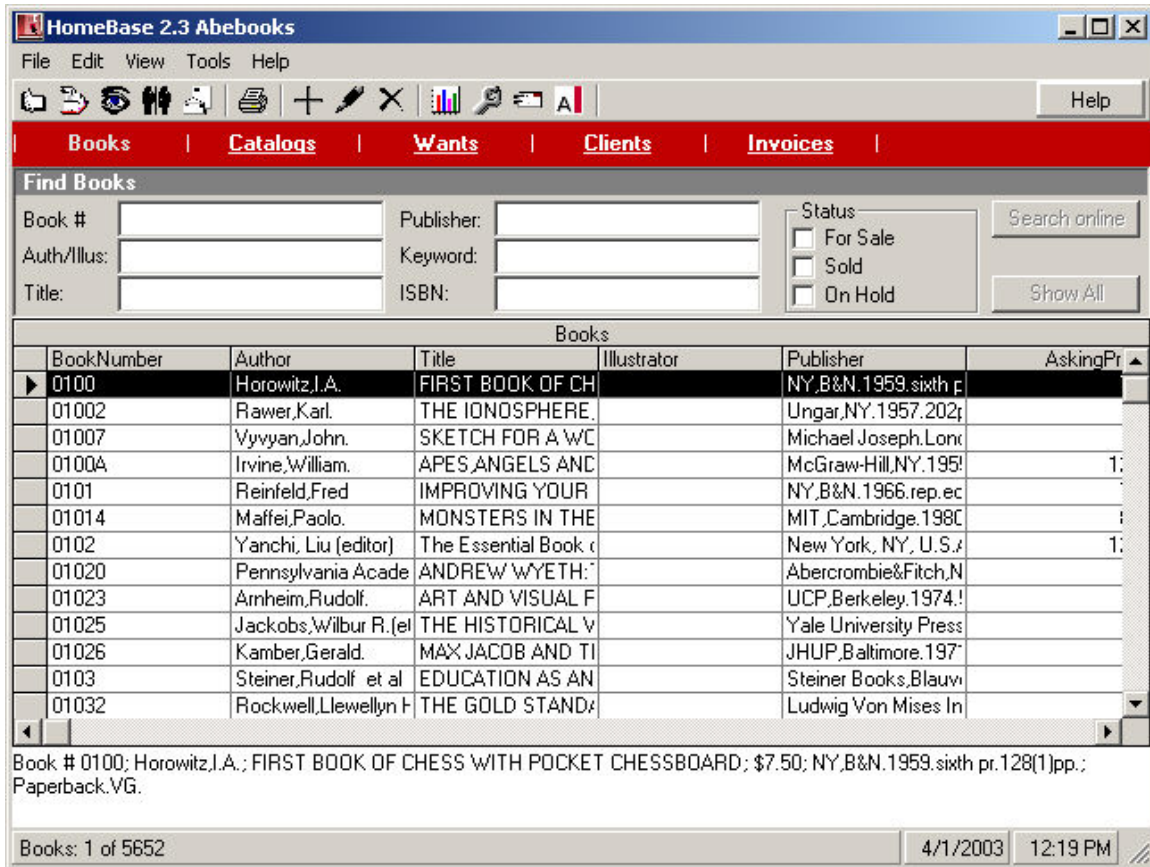 HomeBase 2.3 Abebooks
File Edit View Tools Help
A Help
Books | Catalogs | Wants | Clients | Invoices |
Find Books
Book # Publisher: Status Search online
For Sale
Auth/Illus: Keyword:
Sold
Title: ISBN: On Hold Show All
Books
BookNumber Author Title Illustrator Publisher AskingPr
0100 Horowitz,I.A. FIRST BOOK OF CH NY,B&N.1959.sixth
01002 Rawer,Karl. THE IONOSPHERE, Ungar,NY.1957.202
01007 Vyvyan,John. SKETCH FOR A WO Michael Joseph.Lon
0100A Irvine,William. APES,ANGELS AND McGraw-Hill,NY.195
0101 Reinfeld,Fred IMPROVING YOUR NY,B&N.1966.rep.ec
01014 Maffei,Paolo. MONSTERS IN THE MIT,Cambridge.1980
0102 Yanchi, Liu (editor) The Essential Book New York, NY, U.S.
01020 Pennsylvania Acade ANDREW WYETH: Abercrombie&Fitch,N
01023 Arnheim,Rudolf. ART AND VISUAL UCP,Berkeley.1974.
01025 Jackobs,Wilbur R.(e THE HISTORICAL V Yale University Press
01026 Kamber,Gerald. MAX JACOB AND JHUP,Baltimore.197
0103 Steiner,Rudolf et al EDUCATION AS AN Steiner Books,Blauv
01032 Rockwell,Llewellyn THE GOLD STAND Ludwig Von Mises In
Book # 0100; Horowitz,I.A.; FIRST BOOK OF CHESS WITH POCKET CHESSBOARD; $7.50; NY,B&N.1959.sixth pr.128(1)pp.;
Paperback.VG.
Books: 1 of 5652 4/1/2003 12:19 PM